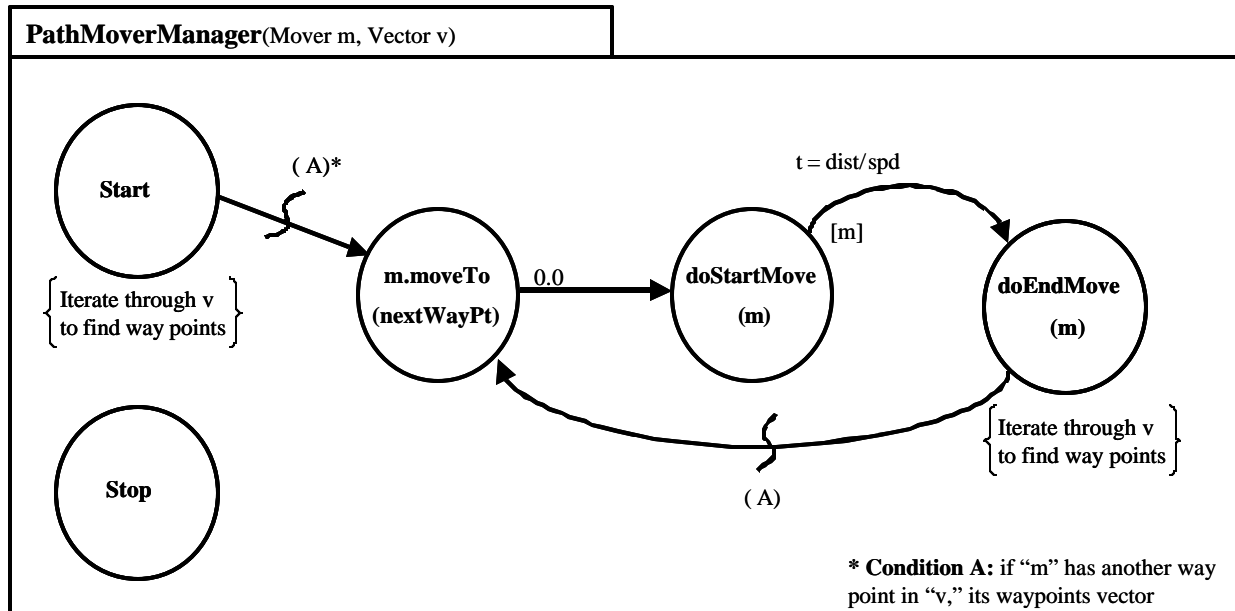 PathMoverManager(Mover m, Vector v)
( A)*
Start
Iterate through v
to find way points
m.moveTo
(nextWayPt)
0.0
doStartMove
(m)
t = dist/spd
[m]
doEndMove
(m)
Iterate through v
to find way points
( A)
Stop
* Condition A: if “m” has another way
point in “v,” its waypoints vector